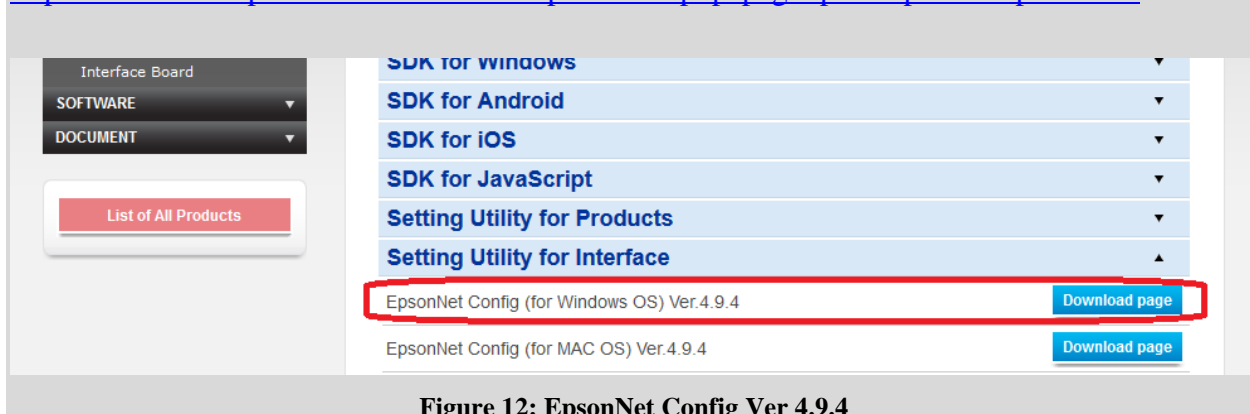 Interface Board
SOFTWARE
DOCUMENT
List of All Products
SDK for Windows
SDK for Android
SDK for iOS
SDK for JavaScript
Setting Utility for Products
Setting Utility for Interface
EpsonNet Config (for Windows OS) Ver.4.9.4 Download page
EpsonNet Config (for MAC OS) Ver.4.9.4 Download page
Figure 12: EpsonNet Config Ver 4.9.4